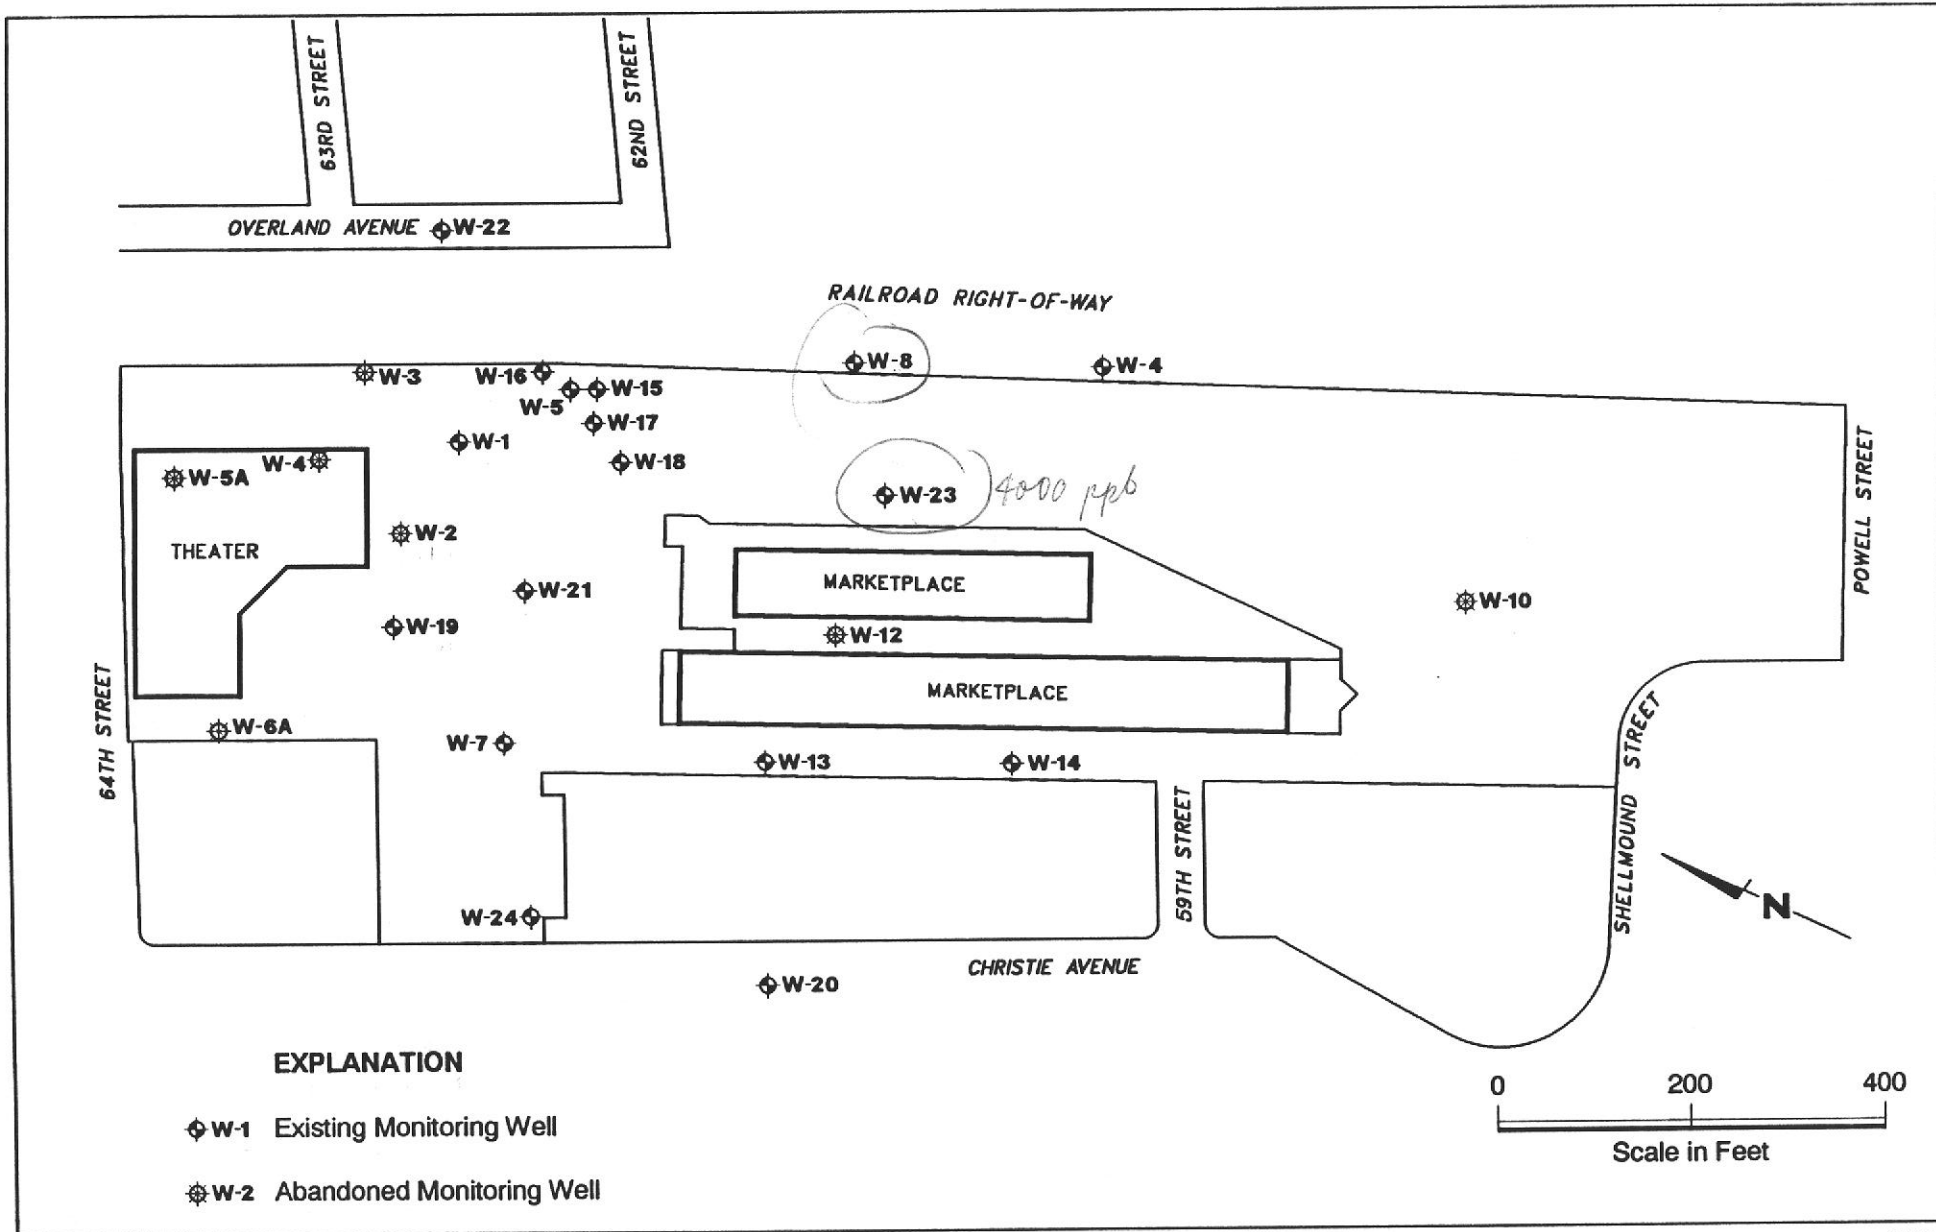 63RD STREET
62ND STREET
OVERLAND AVENUE
W-22
RAILROAD RIGHT-OF-WAY
W-8
W-4
W-3
W-16
W-15
W-5
W-17
W-1
W-18
W-4
W-5A
W-23
4000 ppb
W-2
THEATER
MARKETPLACE
W-21
W-10
POWELL STREET
W-19
W-12
MARKETPLACE
W-6A
W-7
W-13
W-14
64TH STREET
59TH STREET
SHELLMOUND STREET
W-24
N
CHRISTIE AVENUE
W-20
EXPLANATION
W-1 Existing Monitoring Well
W-2 Abandoned Monitoring Well
0 200 400
Scale in Feet